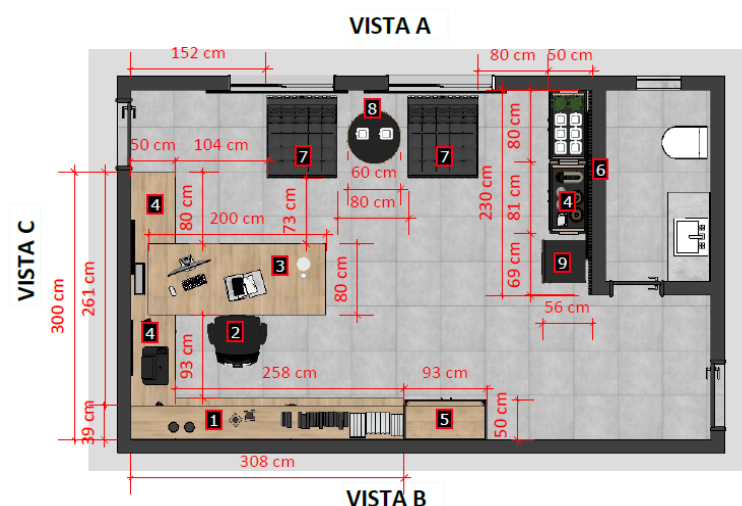 VISTA A
152 cm
80 cm
50 cm
8
50 cm
104 cm
7
7
80 cm
6
60 cm
4
80 cm
4
80 cm
200 cm
73 cm
230 cm
81 cm
VISTA C
3
9
69 cm
300 cm
261 cm
80 cm
56 cm
4
2
93 cm
258 cm
93 cm
39 cm
1
5
50 cm
308 cm
VISTA B